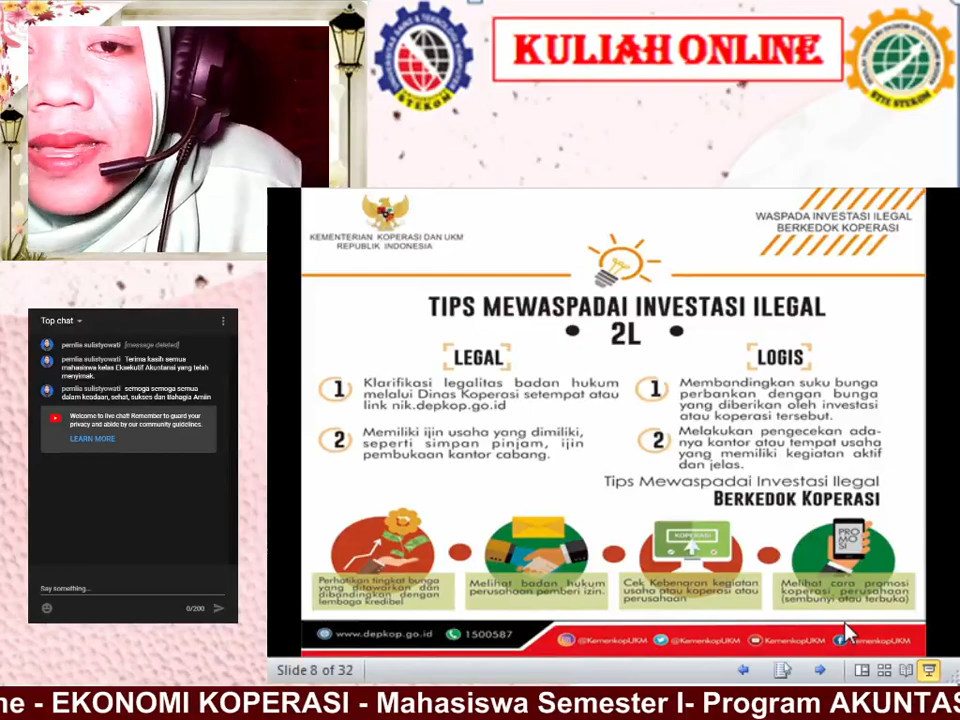 KULIAH ONLINE
STEKOM
STIE STEKOM
KEMENTERIAN KOPERASI DAN UKM
REPUBLIK INDONESIA
WASPADA INVESTASI ILEGAL
BERKEDOK KOPERASI
TIPS MEWASPADAI INVESTASI ILEGAL
• 2L •
LEGAL
1 Klarifikasi legalitas badan hukum
melalui Dinas Koperasi setempat atau
link nik.depkop.go.id
2 Memiliki ijin usaha yang dimiliki,
seperti simpan pinjam, ijin
pembukaan kantor cabang.
LOGIS
1 Membandingkan suku bunga
perbankan dengan bunga
yang diberikan oleh investasi
atau koperasi tersebut.
2 Melakukan pengecekan ada-
nya kantor atau tempat usaha
yang memiliki kegiatan aktif
dan jelas.
Tips Mewaspadai Investasi Ilegal
BERKEDOK KOPERASI
KOPERASI
PRO
MO
SI
Perhatikan tingkat bunga
yang ditawarkan dan
dibandingkan dengan
lembaga kredibel
Melihat badan hukum
perusahaan pemberi izin.
Cek Kebenaran kegiatan
usaha atau koperasi atau
perusahaan
Melihat cara promosi
koperasi perusahaan
(sembunyi atau terbuka)
www.depkop.go.id
1500587
@KemenkopUKM
@KemenkopUKM
KemenkopUKM
KemenkopUKM
Slide 8 of 32
Top chat
pemlia sulistyowati [message deleted]
pemlia sulistyowati Terima kasih semua
mahasiswa kelas Eksekutif Akuntansi yang telah
menyimak.
pemlia sulistyowati semoga semoga semua
dalam keadaan, sehat, sukses dan Bahagia Amiin
Welcome to live chat! Remember to guard your
privacy and abide by our community guidelines.
LEARN MORE
Say something...
0/200
ne - EKONOMI KOPERASI - Mahasiswa Semester I- Program AKUNTAS